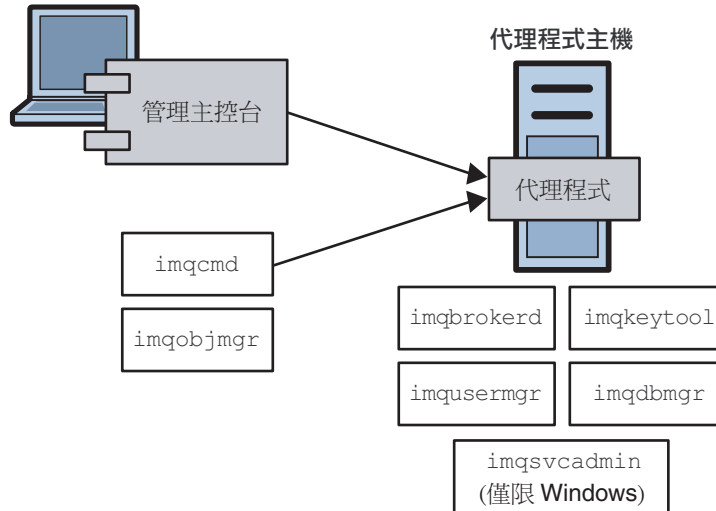 代理程式主機
管理主控台
代理程式
imqcmd
imqobjmgr
imqbrokerd
imqkeytool
imqusermgr
imqdbmgr
imqsvcadmin
(僅限 Windows)